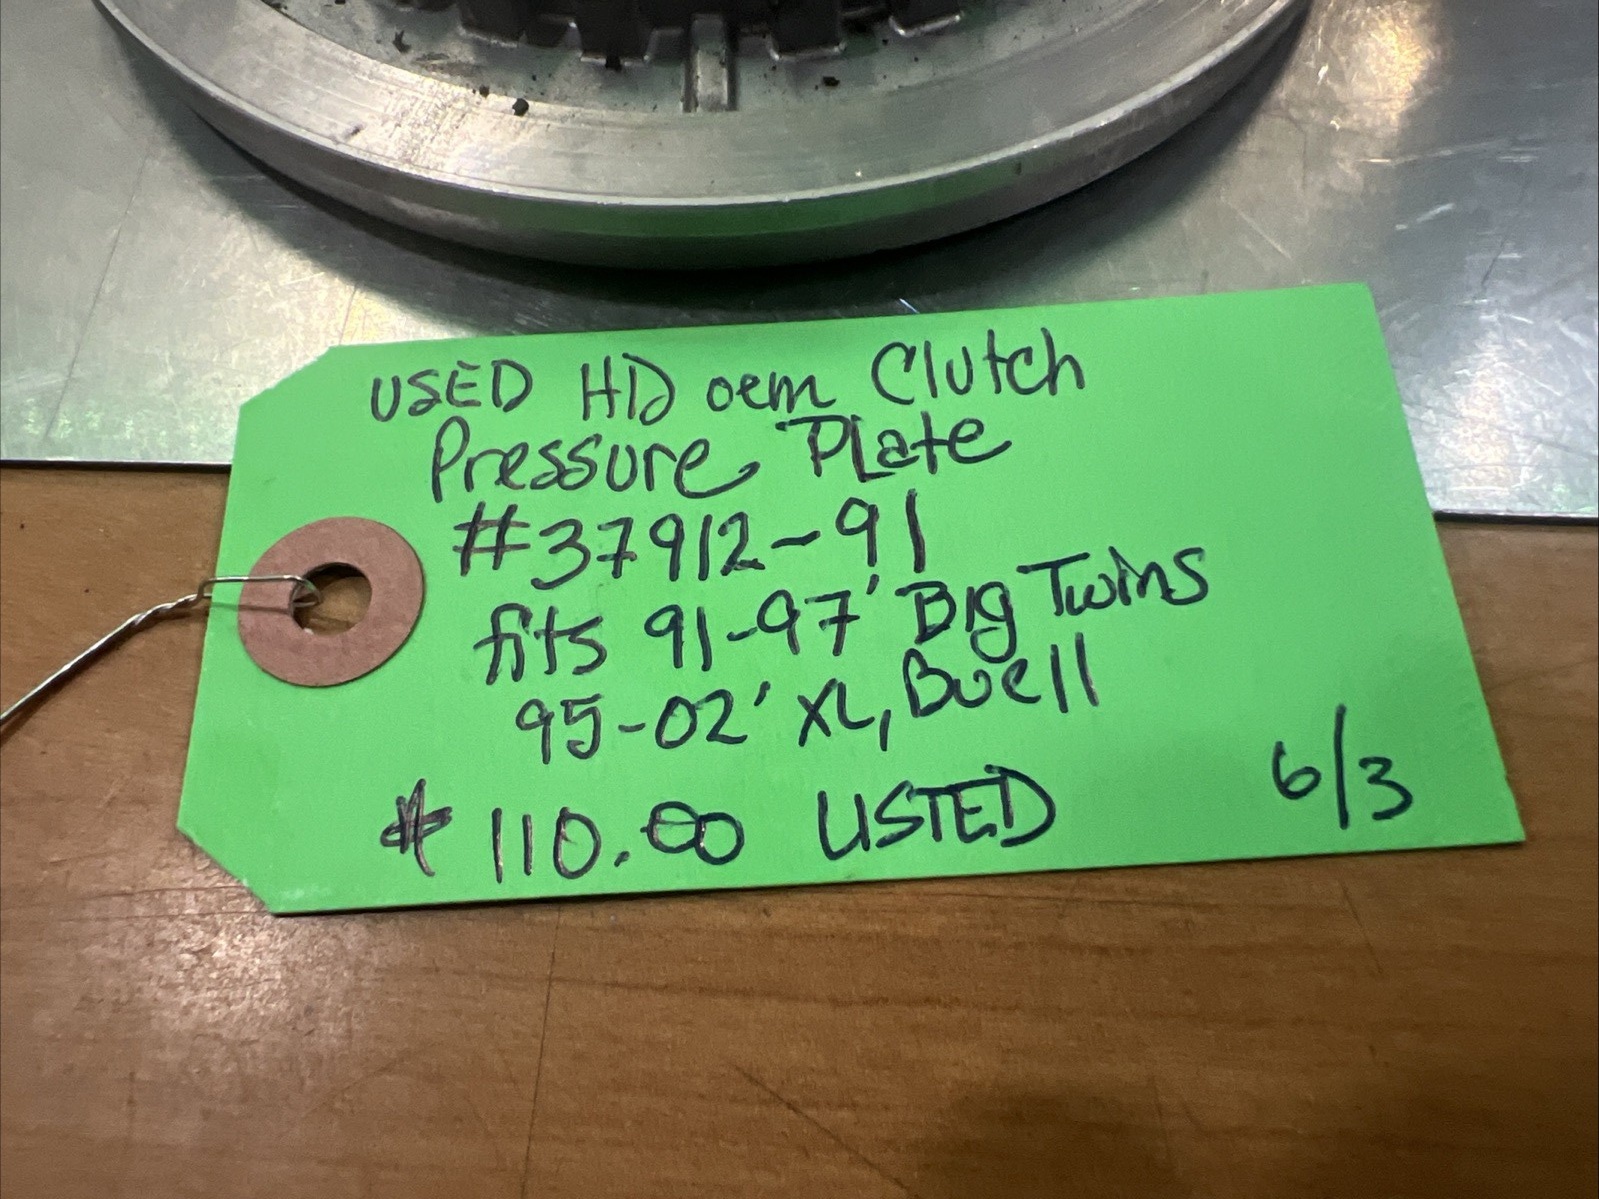 USED HD oem Clutch
Pressure Plate
#37912-91
fits 91-97' Big Twins
95-02' XL, Buell
$ 110.00 LISTED 6/3